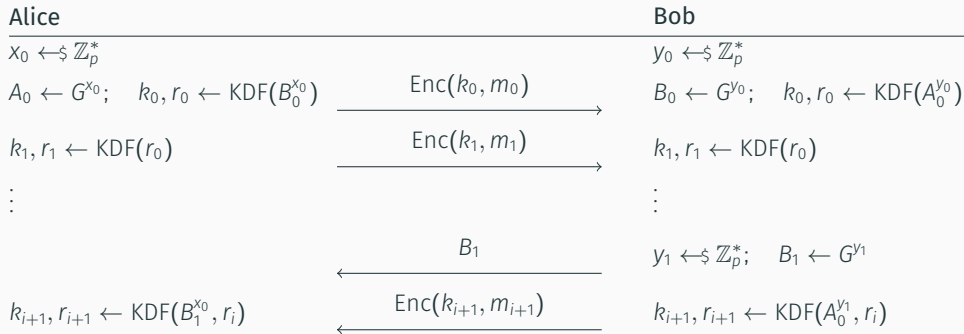 Alice Bob
x₀ ←$ ℤ*ₚ y₀ ←$ ℤ*ₚ
A₀ ← G^{x₀}; k₀, r₀ ← KDF(B₀^{x₀}) Enc(k₀, m₀) B₀ ← G^{y₀}; k₀, r₀ ← KDF(A₀^{y₀})
k₁, r₁ ← KDF(r₀) Enc(k₁, m₁) k₁, r₁ ← KDF(r₀)
⋮ ⋮
B₁ y₁ ←$ ℤ*ₚ; B₁ ← G^{y₁}
k_{i+1}, r_{i+1} ← KDF(B₁^{x₀}, r_i) Enc(k_{i+1}, m_{i+1}) k_{i+1}, r_{i+1} ← KDF(A₀^{y₁}, r_i)